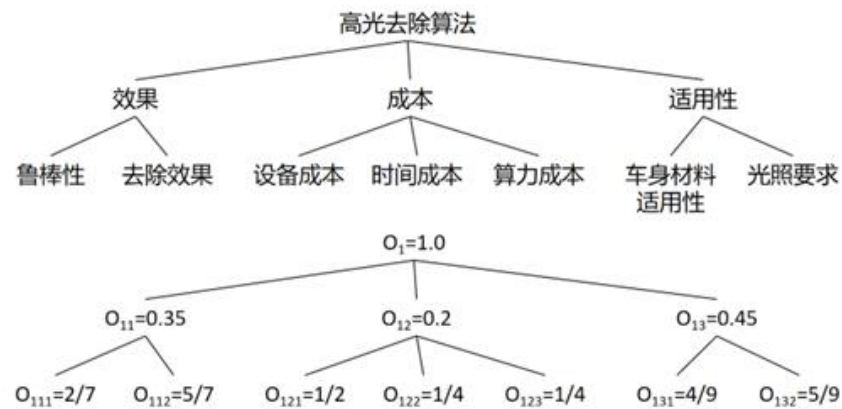 高光去除算法
效果 成本 适用性
鲁棒性 去除效果 设备成本 时间成本 算力成本 车身材料 光照要求
适用性
O₁=1.0
O₁₁=0.35 O₁₂=0.2 O₁₃=0.45
O₁₁₁=2/7 O₁₁₂=5/7 O₁₂₁=1/2 O₁₂₂=1/4 O₁₂₃=1/4 O₁₃₁=4/9 O₁₃₂=5/9